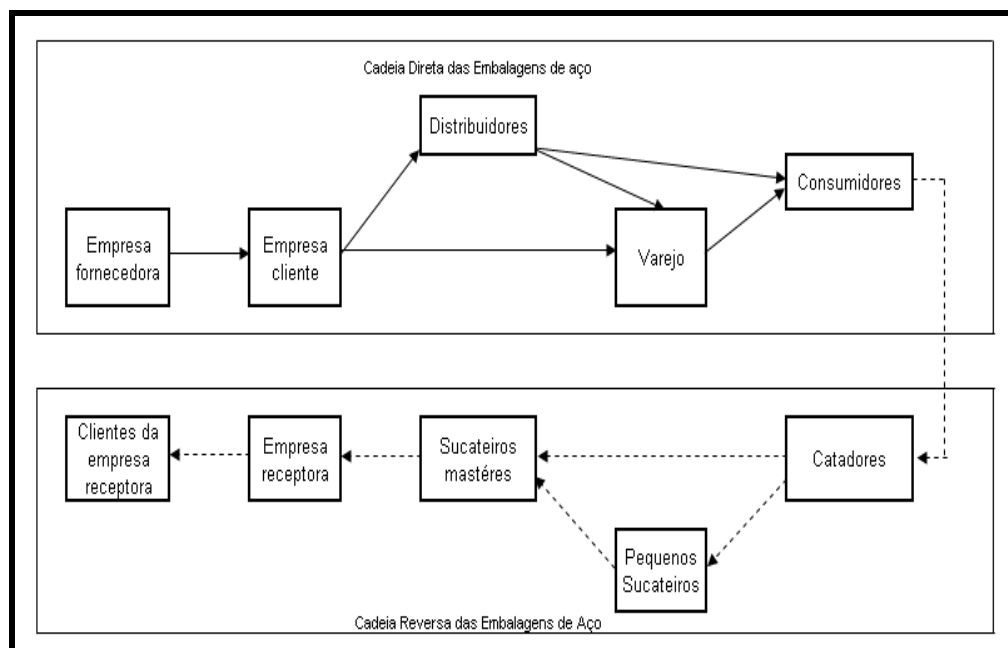 Cadeia Direta das Embalagens de aço
Distribuidores
Consumidores
Empresa
fornecedora
Empresa
cliente
Varejo
Clientes da
empresa
receptora
Empresa
receptora
Sucateiros
mastéres
Catadores
Pequenos
Sucateiros
Cadeia Reversa das Embalagens de Aço